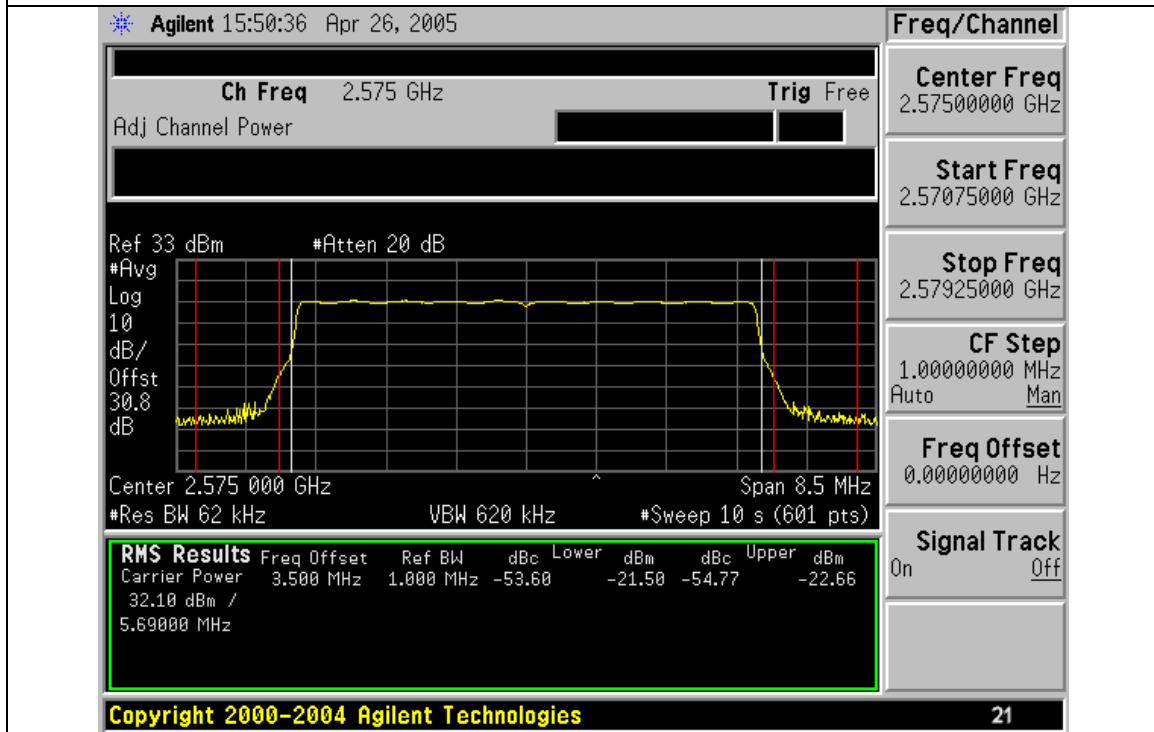 Agilent 15:50:36 Apr 26, 2005
Freq/Channel
Ch Freq 2.575 GHz Trig Free
Adj Channel Power
Center Freq
2.57500000 GHz
Start Freq
2.57075000 GHz
Stop Freq
2.57925000 GHz
CF Step
1.00000000 MHz
Auto Man
Freq Offset
0.00000000 Hz
Signal Track
On Off
Ref 33 dBm #Atten 20 dB
#Avg
Log
10
dB/
Offst
30.8
dB
Center 2.575 000 GHz Span 8.5 MHz
#Res BW 62 kHz VBW 620 kHz #Sweep 10 s (601 pts)
RMS Results Freq Offset Ref BW dBc Lower dBm dBc Upper dBm
Carrier Power 3.500 MHz 1.000 MHz -53.60 -21.50 -54.77 -22.66
32.10 dBm /
5.69000 MHz
Copyright 2000-2004 Agilent Technologies 21